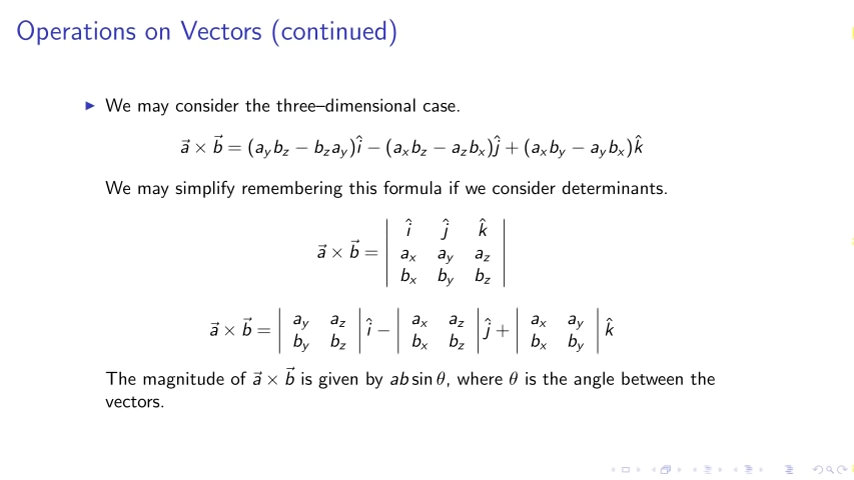 Operations on Vectors (continued)
▶ We may consider the three–dimensional case.
a⃗ × b⃗ = (a_y b_z − b_z a_y)î − (a_x b_z − a_z b_x)ĵ + (a_x b_y − a_y b_x)k̂
We may simplify remembering this formula if we consider determinants.
a⃗ × b⃗ = | î ĵ k̂ |
| a_x a_y a_z |
| b_x b_y b_z |
a⃗ × b⃗ = | a_y a_z ; b_y b_z | î − | a_x a_z ; b_x b_z | ĵ + | a_x a_y ; b_x b_y | k̂
The magnitude of a⃗ × b⃗ is given by ab sin θ, where θ is the angle between the
vectors.